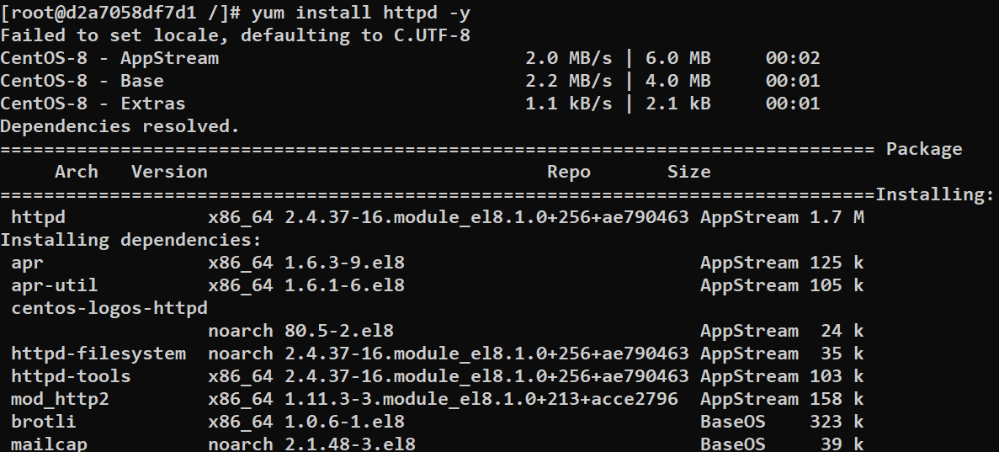 [root@d2a7058df7d1 /]# yum install httpd -y
Failed to set locale, defaulting to C.UTF-8
CentOS-8 - AppStream                            2.0 MB/s | 6.0 MB     00:02
CentOS-8 - Base                                 2.2 MB/s | 4.0 MB     00:01
CentOS-8 - Extras                               1.1 kB/s | 2.1 kB     00:01
Dependencies resolved.
================================================================================ Package
     Arch   Version                               Repo       Size
================================================================================Installing:
 httpd             x86_64 2.4.37-16.module_el8.1.0+256+ae790463 AppStream 1.7 M
Installing dependencies:
 apr               x86_64 1.6.3-9.el8                           AppStream 125 k
 apr-util          x86_64 1.6.1-6.el8                           AppStream 105 k
 centos-logos-httpd
                   noarch 80.5-2.el8                            AppStream  24 k
 httpd-filesystem  noarch 2.4.37-16.module_el8.1.0+256+ae790463 AppStream  35 k
 httpd-tools       x86_64 2.4.37-16.module_el8.1.0+256+ae790463 AppStream 103 k
 mod_http2         x86_64 1.11.3-3.module_el8.1.0+213+acce2796  AppStream 158 k
 brotli            x86_64 1.0.6-1.el8                           BaseOS    323 k
 mailcap           noarch 2.1.48-3.el8                          BaseOS     39 k